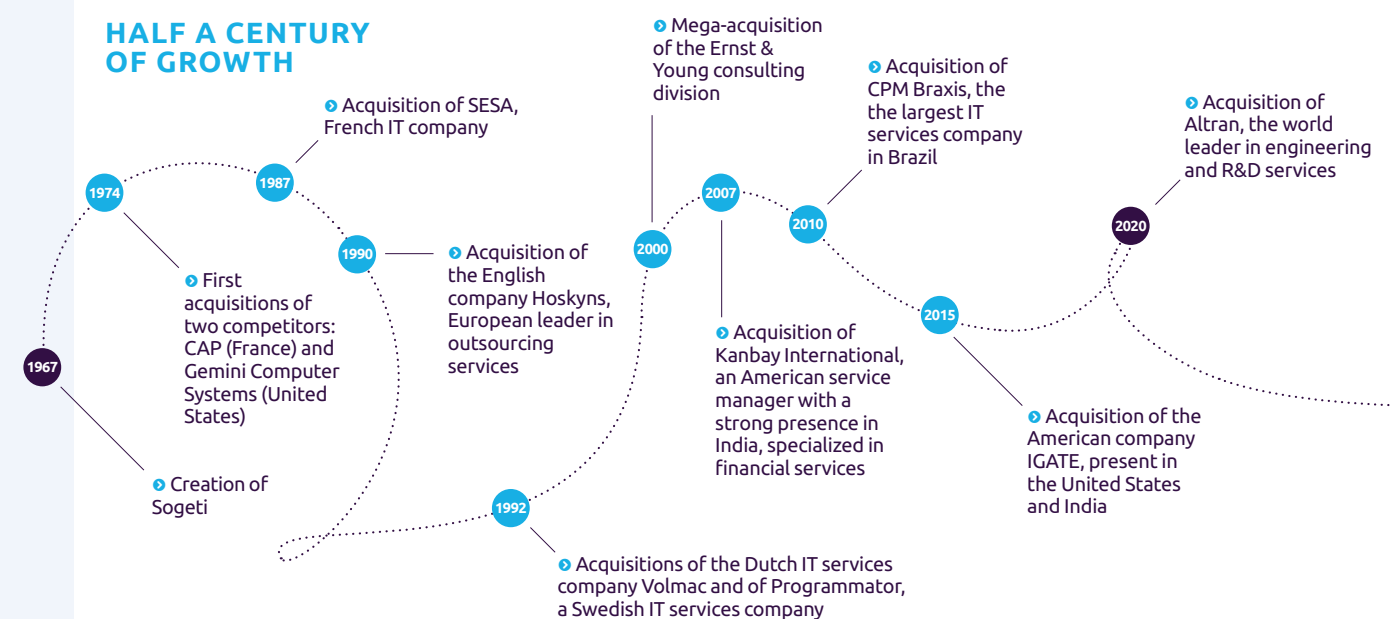 HALF A CENTURY
OF GROWTH
1967
Creation of
Sogeti
1974
First
acquisitions of
two competitors:
CAP (France) and
Gemini Computer
Systems (United
States)
1987
Acquisition of SESA,
French IT company
1990
Acquisition of
the English
company Hoskyns,
European leader in
outsourcing
services
1992
Acquisitions of the Dutch IT services
company Volmac and of Programmator,
a Swedish IT services company
2000
Mega-acquisition
of the Ernst &
Young consulting
division
2007
Acquisition of
Kanbay International,
an American service
manager with a
strong presence in
India, specialized in
financial services
2010
Acquisition of
CPM Braxis, the
the largest IT
services company
in Brazil
2015
Acquisition of the
American company
IGATE, present in
the United States
and India
2020
Acquisition of
Altran, the world
leader in engineering
and R&D services